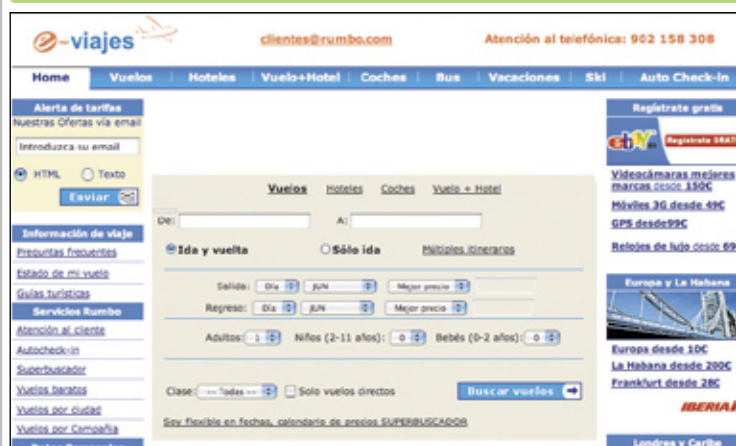 e-viajes
clientes@rumbo.com
Atención al telefónica: 902 158 308
Home Vuelos Hoteles Vuelo+Hotel Coches Bus Vacaciones Ski Auto Check-in
Alerta de tarifas
Nuestras Ofertas vía email
Introduzca su email
HTML Texto
Enviar
Información de viaje
Preguntas frecuentes
Estado de mi vuelo
Guías turísticas
Servicios Rumbo
Atención al cliente
Autocheck-in
Superbuscador
Vuelos baratos
Vuelos por ciudad
Vuelos por Compañia
Vuelos Hoteles Coches Vuelo + Hotel
De: A:
Ida y vuelta Sólo ida Múltiples itinerarios
Salida: Día JUN Mejor precio
Regreso: Día JUN Mejor precio
Adultos: 1 Niños (2-11 años): 0 Bebés (0-2 años): 0
Clase: -- Todas -- Solo vuelos directos Buscar vuelos
Soy flexible en fechas, calendario de precios SUPERBUSCADOR
Regístrate gratis
ebay.es Regístrate GRATIS
Videocámaras mejores
marcas desde 150€
Móviles 3G desde 49€
GPS desde99€
Relojes de lujo desde 69
Europa y La Habana
Europa desde 10€
La Habana desde 200€
Frankfurt desde 28€
IBERIA
Londres y Caribe